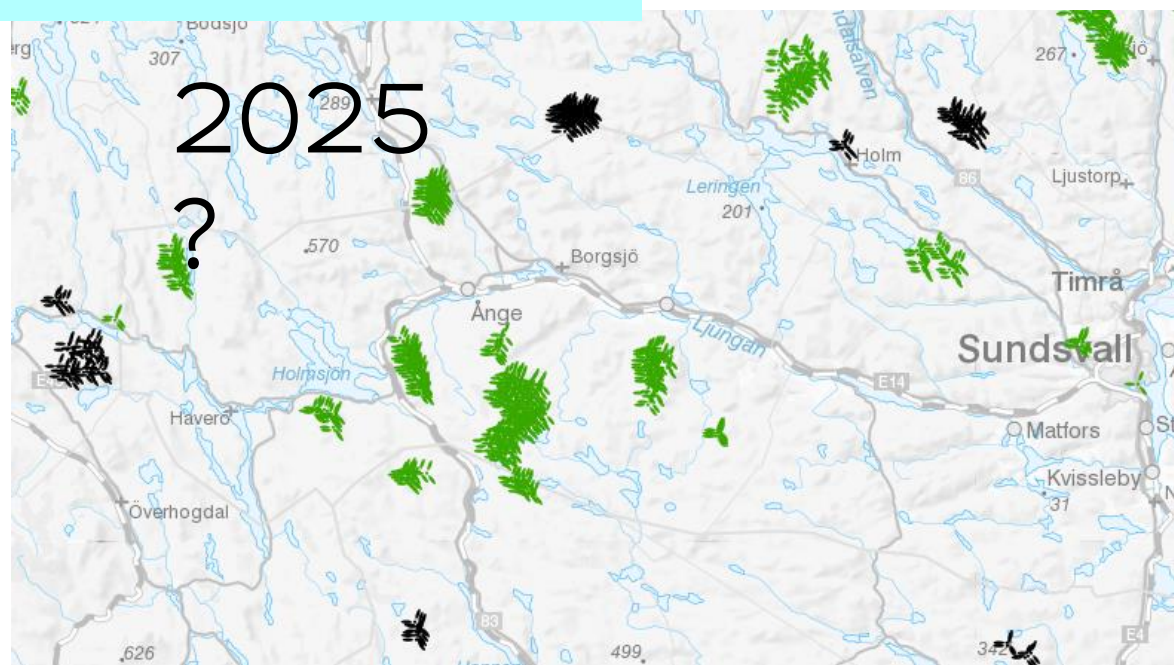 Bodsjö
307
267
2025
289
Holm
86
Ljustorp
Leringen
201
?
570
Borgsjö
Timrå
Ånge
Ljungan
Sundsvall
Holmsjön
E14
Haverö
Matfors
Kvissleby
31
Överhogdal
83
626
499
342
E4